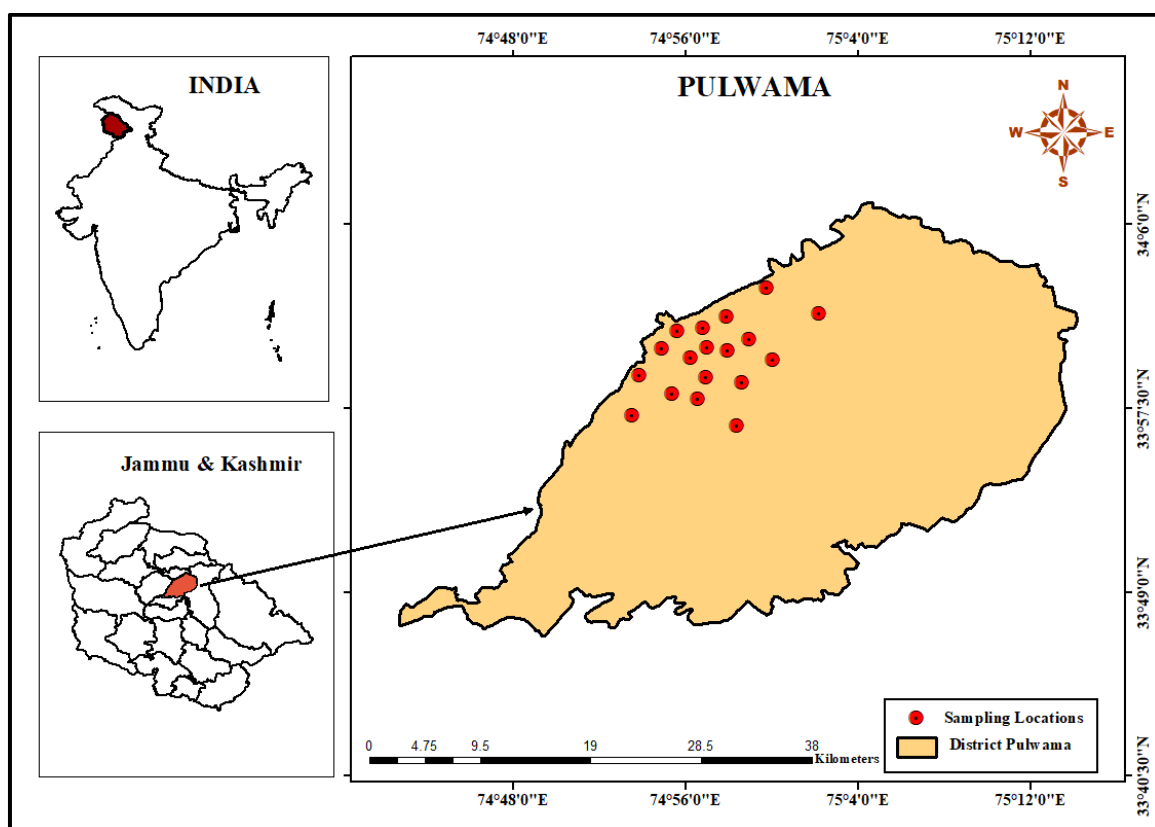 74°48'0"E 74°56'0"E 75°4'0"E 75°12'0"E
INDIA
PULWAMA
N
W E
S
34°6'0"N
33°57'30"N
33°49'0"N
33°40'30"N
Jammu & Kashmir
Sampling Locations
District Pulwama
0 4.75 9.5 19 28.5 38
Kilometers
74°48'0"E 74°56'0"E 75°4'0"E 75°12'0"E